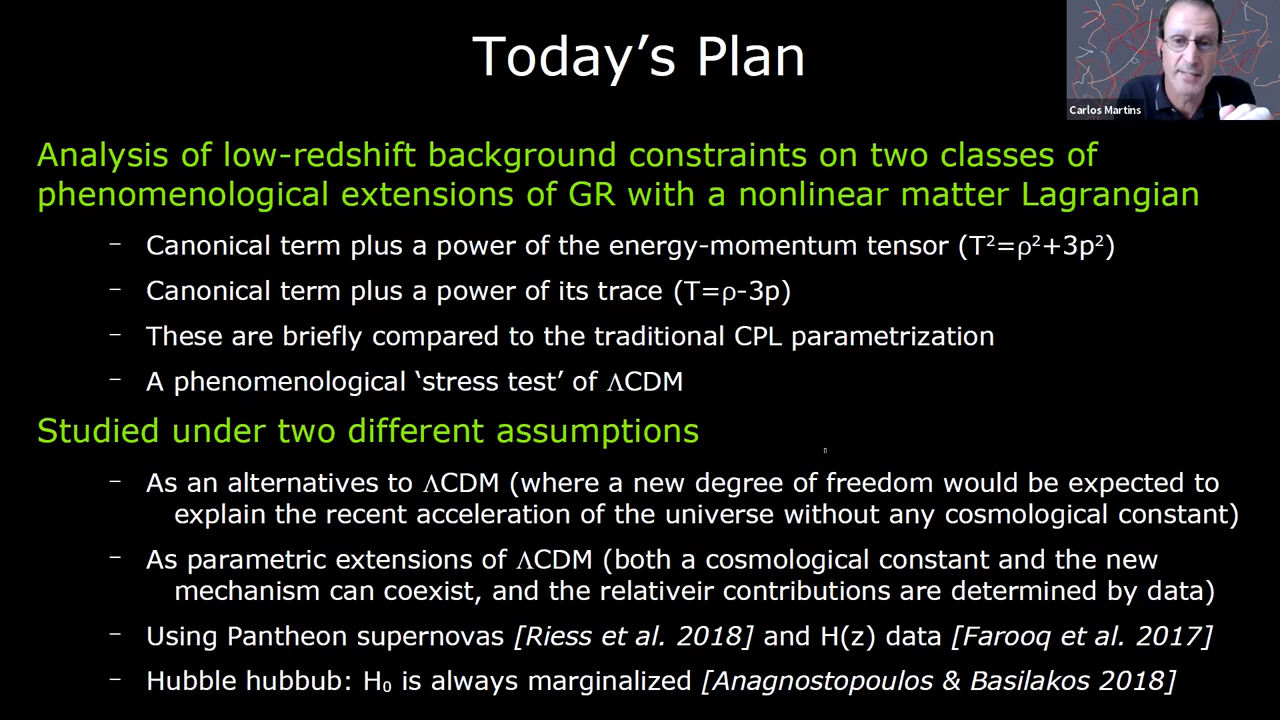 Today’s Plan
Carlos Martins
Analysis of low-redshift background constraints on two classes of
phenomenological extensions of GR with a nonlinear matter Lagrangian
– Canonical term plus a power of the energy-momentum tensor (T²=ρ²+3p²)
– Canonical term plus a power of its trace (T=ρ-3p)
– These are briefly compared to the traditional CPL parametrization
– A phenomenological ‘stress test’ of ΛCDM
Studied under two different assumptions
– As an alternatives to ΛCDM (where a new degree of freedom would be expected to
explain the recent acceleration of the universe without any cosmological constant)
– As parametric extensions of ΛCDM (both a cosmological constant and the new
mechanism can coexist, and the relativeir contributions are determined by data)
– Using Pantheon supernovas [Riess et al. 2018] and H(z) data [Farooq et al. 2017]
– Hubble hubbub: H₀ is always marginalized [Anagnostopoulos & Basilakos 2018]